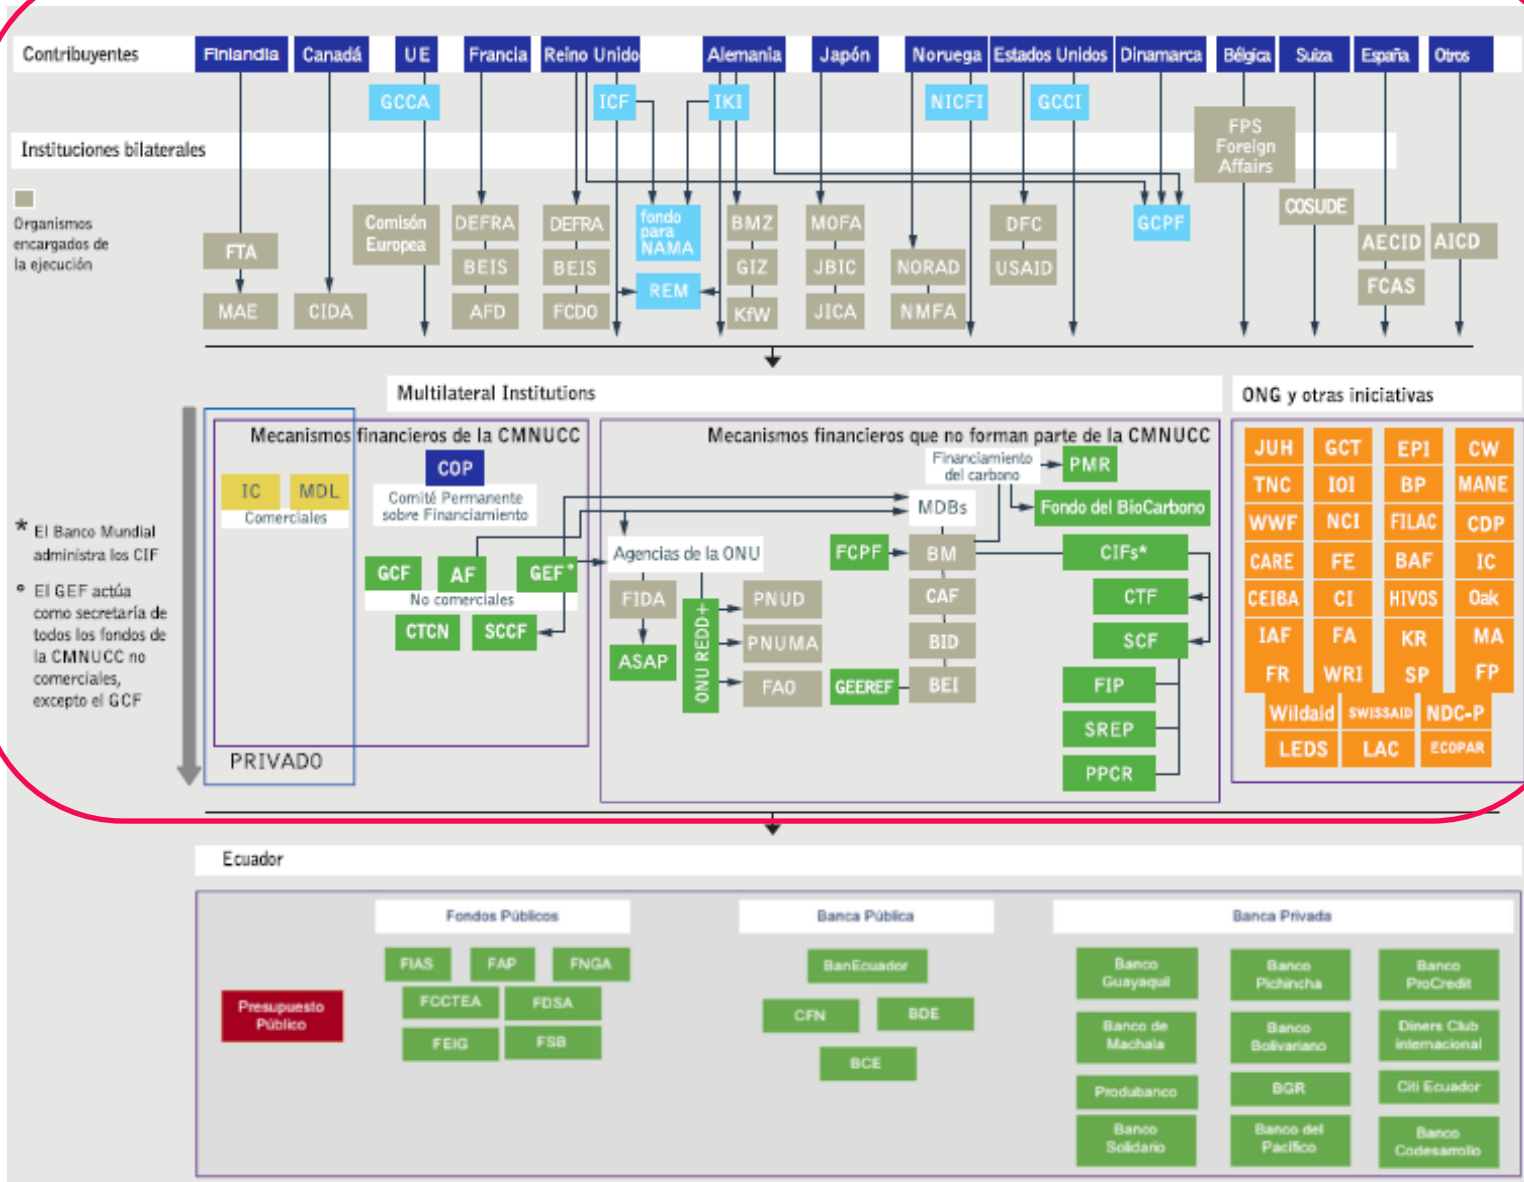 Contribuyentes
Finlandia
Canadá
UE
Francia
Reino Unido
Alemania
Japón
Noruega
Estados Unidos
Dinamarca
Bélgica
Suiza
España
Otros
GCCA
ICF
IKI
NICFI
GCCI
FPS
Foreign
Affairs
Instituciones bilaterales
Organismos
encargados de
la ejecución
FTA
MAE
CIDA
Comisón
Europea
DEFRA
BEIS
AFD
DEFRA
BEIS
FCDO
fondo
para
NAMA
REM
BMZ
GIZ
KfW
MOFA
JBIC
JICA
NORAD
NMFA
DFC
USAID
GCPF
COSUDE
AECID
FCAS
AICD
Multilateral Institutions
ONG y otras iniciativas
* El Banco Mundial
administra los CIF
° El GEF actúa
como secretaría de
todos los fondos de
la CMNUCC no
comerciales,
excepto el GCF
Mecanismos financieros de la CMNUCC
COP
Comité Permanente
sobre Financiamiento
IC
MDL
Comerciales
GCF
AF
GEF°
No comerciales
CTCN
SCCF
PRIVADO
Mecanismos financieros que no forman parte de la CMNUCC
Financiamiento
del carbono
PMR
MDBs
Fondo del BioCarbono
Agencias de la ONU
FCPF
BM
CIFs*
FIDA
PNUD
CAF
CTF
ONU REDD+
PNUMA
BID
SCF
ASAP
FAO
GEEREF
BEI
FIP
SREP
PPCR
JUH
GCT
EPI
CW
TNC
IOI
BP
MANE
WWF
NCI
FILAC
CDP
CARE
FE
BAF
IC
CEIBA
CI
HIVOS
Oak
IAF
FA
KR
MA
FR
WRI
SP
FP
Wildaid
SWISSAID
NDC-P
LEDS
LAC
ECOPAR
Ecuador
Presupuesto
Público
Fondos Públicos
FIAS
FAP
FNGA
FCCTEA
FDSA
FEIG
FSB
Banca Pública
BanEcuador
CFN
BDE
BCE
Banca Privada
Banco
Guayaquil
Banco
Pichincha
Banco
ProCredit
Banco de
Machala
Banco
Bolivariano
Diners Club
internacional
Produbanco
BGR
Citi Ecuador
Banco
Solidario
Banco del
Pacífico
Banco
Codesarrollo